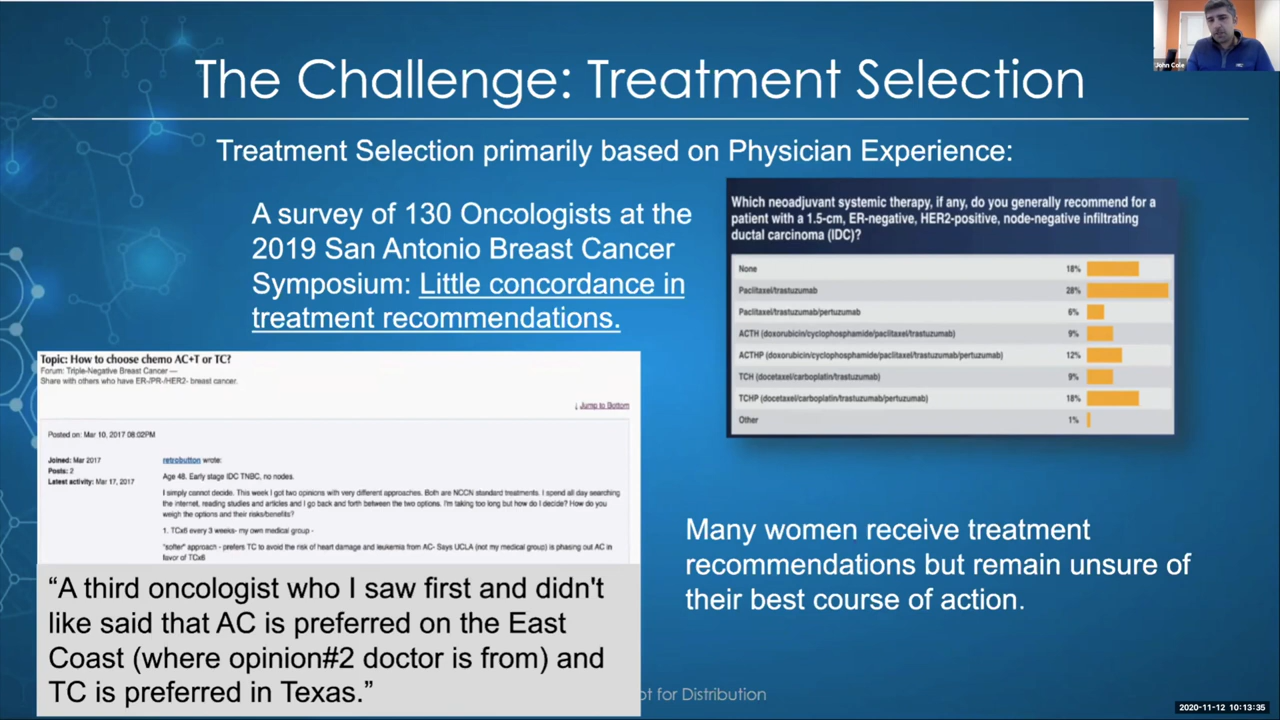 The Challenge: Treatment Selection
John Cole
Treatment Selection primarily based on Physician Experience:
A survey of 130 Oncologists at the
2019 San Antonio Breast Cancer
Symposium: Little concordance in
treatment recommendations.
Which neoadjuvant systemic therapy, if any, do you generally recommend for a
patient with a 1.5-cm, ER-negative, HER2-positive, node-negative infiltrating
ductal carcinoma (IDC)?
None 18%
Paclitaxel/trastuzumab 28%
Paclitaxel/trastuzumab/pertuzumab 6%
ACTH (doxorubicin/cyclophosphamide/paclitaxel/trastuzumab) 9%
ACTHP (doxorubicin/cyclophosphamide/paclitaxel/trastuzumab/pertuzumab) 12%
TCH (docetaxel/carboplatin/trastuzumab) 9%
TCHP (docetaxel/carboplatin/trastuzumab/pertuzumab) 18%
Other 1%
Topic: How to choose chemo AC+T or TC?
Forum: Triple-Negative Breast Cancer —
Share with others who have ER-/PR-/HER2- breast cancer.
↓ Jump to Bottom
Posted on: Mar 10, 2017 08:02PM
Joined: Mar 2017
Posts: 2
Latest activity: Mar 17, 2017
retrobutton wrote:
Age 48. Early stage IDC TNBC, no nodes.
I simply cannot decide. This week I got two opinions with very different approaches. Both are NCCN standard treatments. I spend all day searching
the internet, reading studies and articles and I go back and forth between the two options. I'm taking too long but how do I decide? How do you
weigh the options and their risks/benefits?
1. TCx6 every 3 weeks- my own medical group -
"softer" approach - prefers TC to avoid the risk of heart damage and leukemia from AC- Says UCLA (not my medical group) is phasing out AC in
favor of TCx6
“A third oncologist who I saw first and didn't
like said that AC is preferred on the East
Coast (where opinion#2 doctor is from) and
TC is preferred in Texas.”
Many women receive treatment
recommendations but remain unsure of
their best course of action.
ot for Distribution
2020-11-12 10:13:35